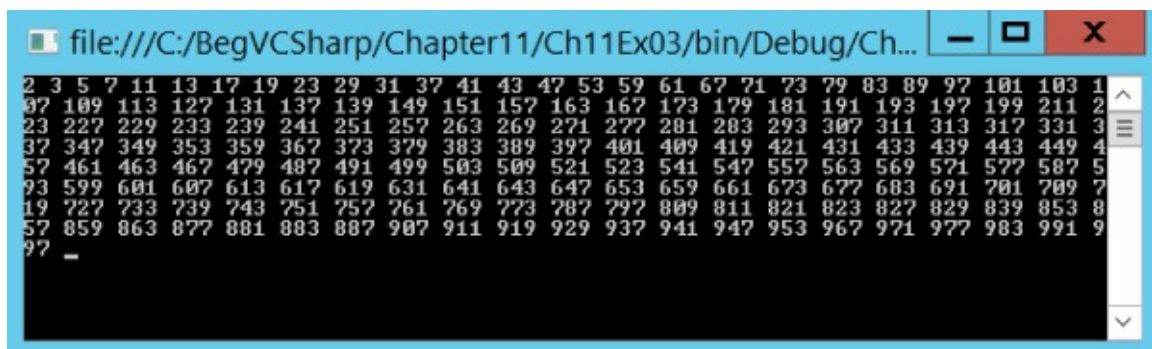 file:///C:/BegVCSharp/Chapter11/Ch11Ex03/bin/Debug/Ch...
2 3 5 7 11 13 17 19 23 29 31 37 41 43 47 53 59 61 67 71 73 79 83 89 97 101 103 1
07 109 113 127 131 137 139 149 151 157 163 167 173 179 181 191 193 197 199 211 2
23 227 229 233 239 241 251 257 263 269 271 277 281 283 293 307 311 313 317 331 3
37 347 349 353 359 367 373 379 383 389 397 401 409 419 421 431 433 439 443 449 4
57 461 463 467 479 487 491 499 503 509 521 523 541 547 557 563 569 571 577 587 5
93 599 601 607 613 617 619 631 641 643 647 653 659 661 673 677 683 691 701 709 7
19 727 733 739 743 751 757 761 769 773 787 797 809 811 821 823 827 829 839 853 8
57 859 863 877 881 883 887 907 911 919 929 937 941 947 953 967 971 977 983 991 9
97